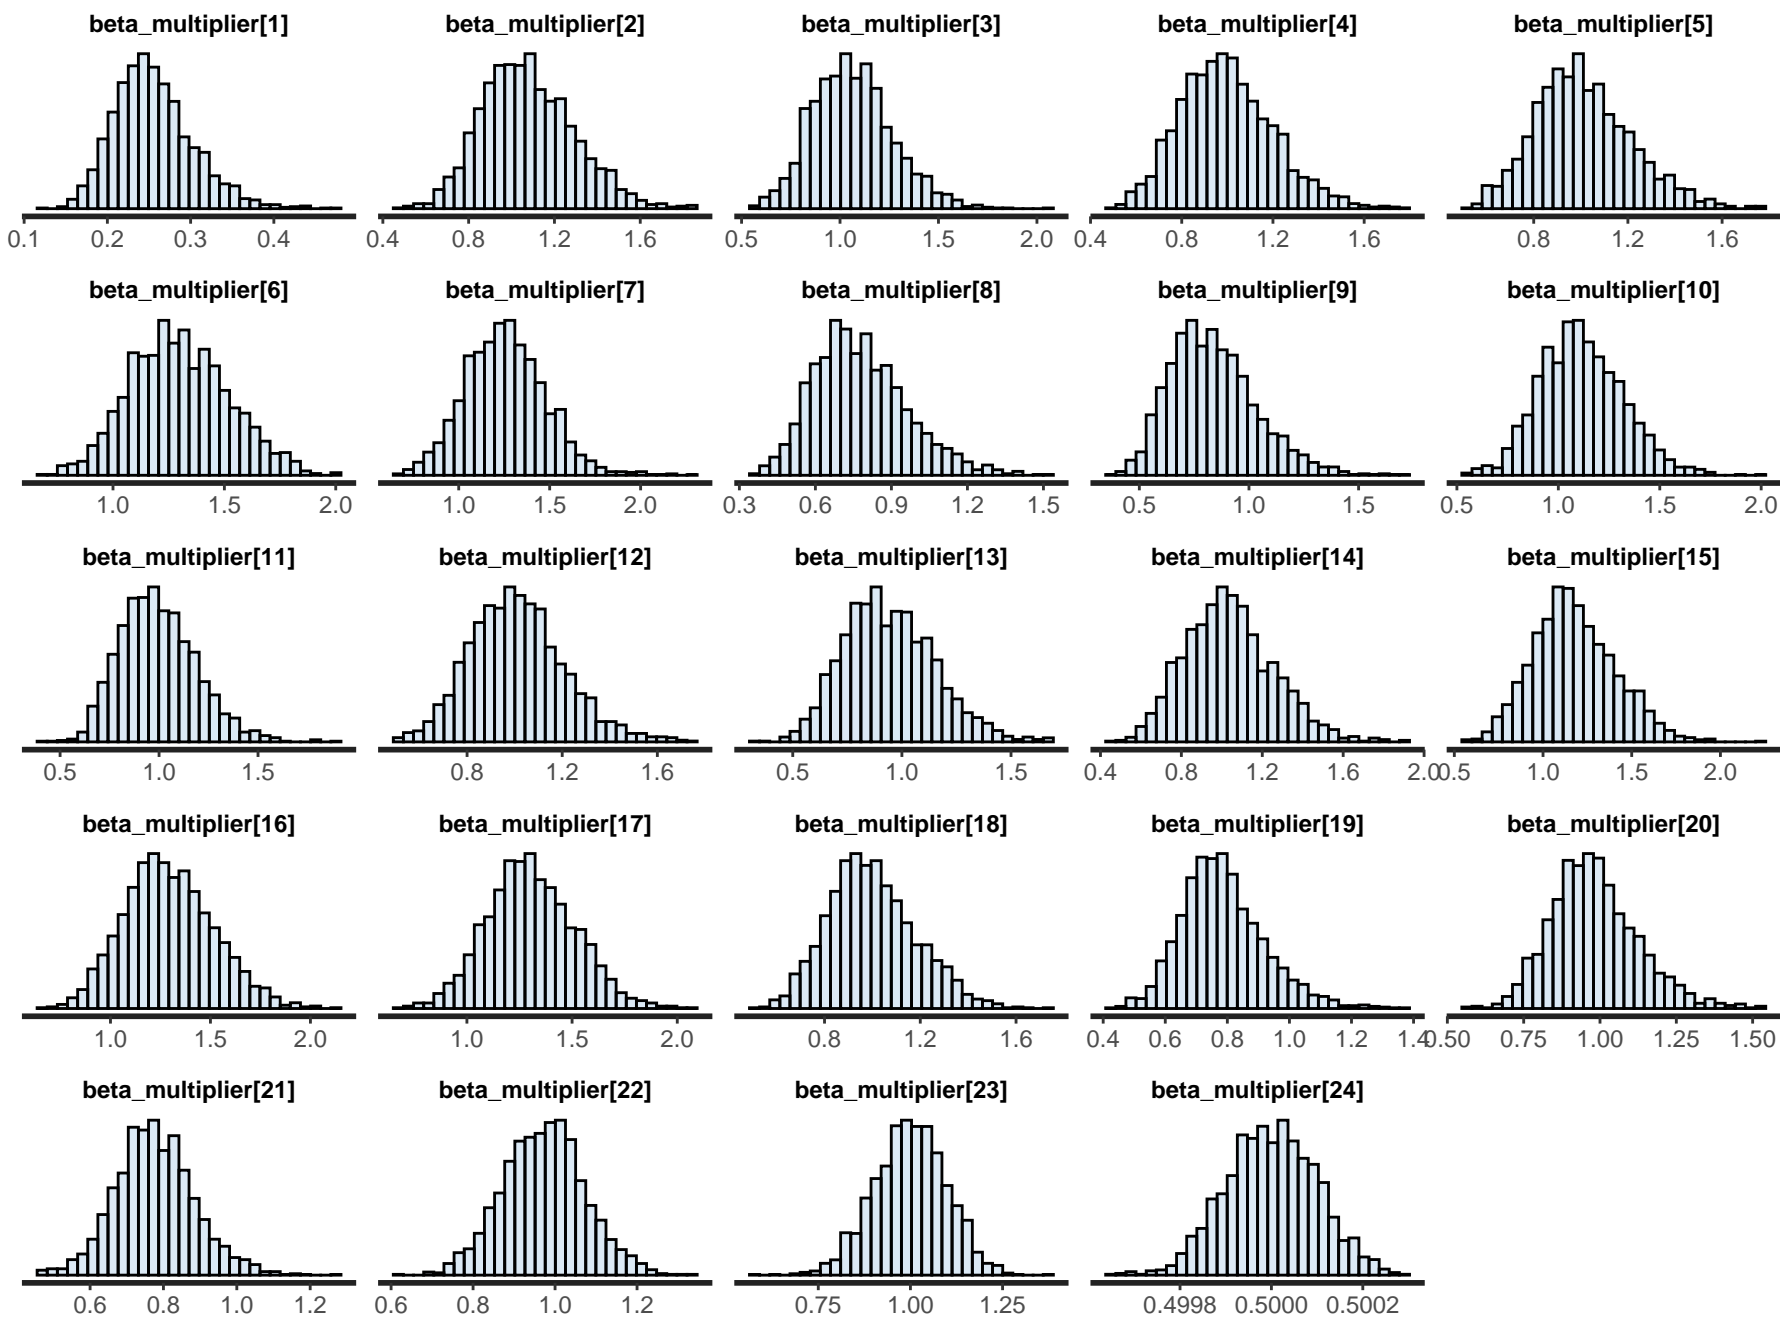 beta_multiplier[1] beta_multiplier[2] beta_multiplier[3] beta_multiplier[4] beta_multiplier[5]
0.1 0.2 0.3 0.4 0.4 0.8 1.2 1.6 0.5 1.0 1.5 2.0 0.4 0.8 1.2 1.6 0.8 1.2 1.6
beta_multiplier[6] beta_multiplier[7] beta_multiplier[8] beta_multiplier[9] beta_multiplier[10]
1.0 1.5 2.0 1.0 1.5 2.0 0.3 0.6 0.9 1.2 1.5 0.5 1.0 1.5 0.5 1.0 1.5 2.0
beta_multiplier[11] beta_multiplier[12] beta_multiplier[13] beta_multiplier[14] beta_multiplier[15]
0.5 1.0 1.5 0.8 1.2 1.6 0.5 1.0 1.5 0.4 0.8 1.2 1.6 2.0 0.5 1.0 1.5 2.0
beta_multiplier[16] beta_multiplier[17] beta_multiplier[18] beta_multiplier[19] beta_multiplier[20]
1.0 1.5 2.0 1.0 1.5 2.0 0.8 1.2 1.6 0.4 0.6 0.8 1.0 1.2 1.4 0.50 0.75 1.00 1.25 1.50
beta_multiplier[21] beta_multiplier[22] beta_multiplier[23] beta_multiplier[24]
0.6 0.8 1.0 1.2 0.6 0.8 1.0 1.2 0.75 1.00 1.25 0.4998 0.5000 0.5002